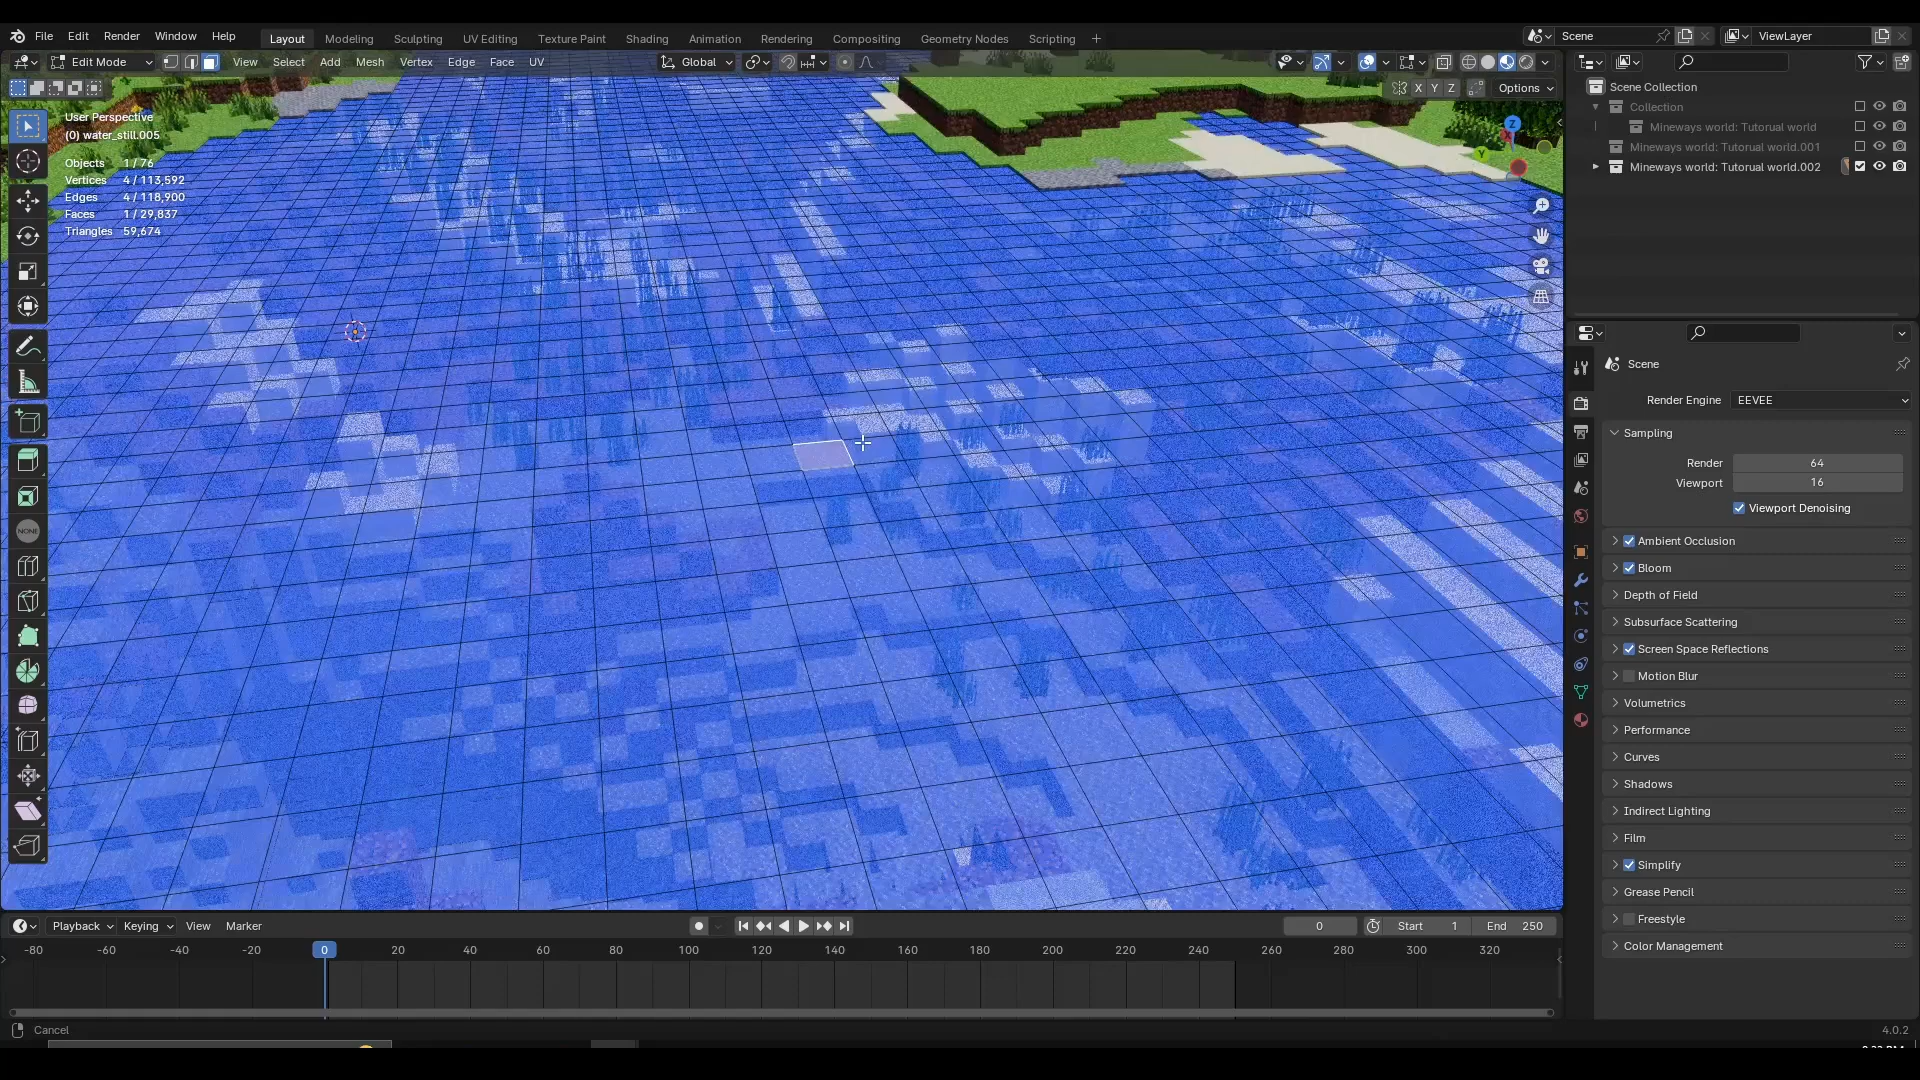 File Edit Render Window Help Layout Modeling Sculpting UV Editing Texture Paint Shading Animation Rendering Compositing Geometry Nodes Scripting + Scene ViewLayer
Edit Mode View Select Add Mesh Vertex Edge Face UV Global
X Y Z Options
User Perspective
(0) water_still.005
Objects 1 / 76
Vertices 4 / 113,592
Edges 4 / 118,900
Faces 1 / 29,837
Triangles 59,674
Z
Y
NONE
Scene Collection
Collection
Mineways world: Tutorual world
Mineways world: Tutorual world.001
Mineways world: Tutorual world.002
Scene
Render Engine EEVEE
Sampling
Render 64
Viewport 16
Viewport Denoising
Ambient Occlusion
Bloom
Depth of Field
Subsurface Scattering
Screen Space Reflections
Motion Blur
Volumetrics
Performance
Curves
Shadows
Indirect Lighting
Film
Simplify
Grease Pencil
Freestyle
Color Management
Playback Keying View Marker 0 Start 1 End 250
-80 -60 -40 -20 0 20 40 60 80 100 120 140 160 180 200 220 240 260 280 300 320
Cancel 4.0.2